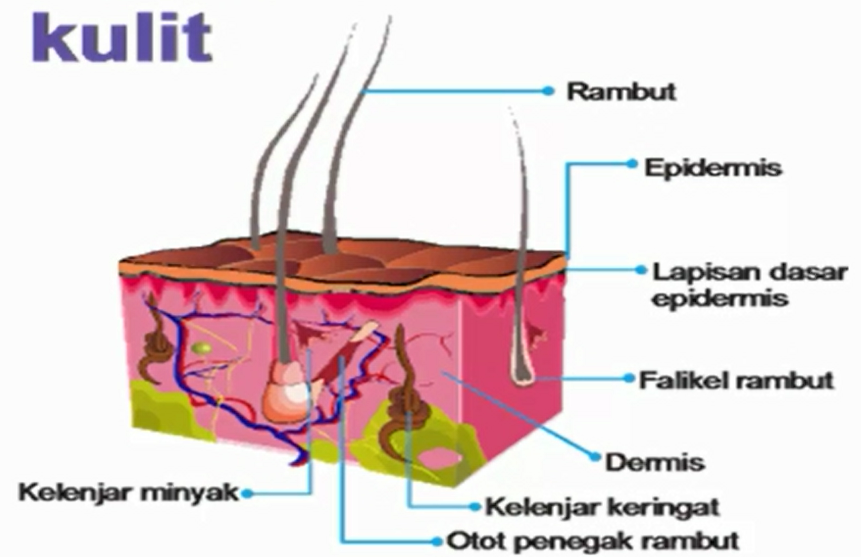 kulit
Rambut
Epidermis
Lapisan dasar
epidermis
Falikel rambut
Dermis
Kelenjar minyak
Kelenjar keringat
Otot penegak rambut